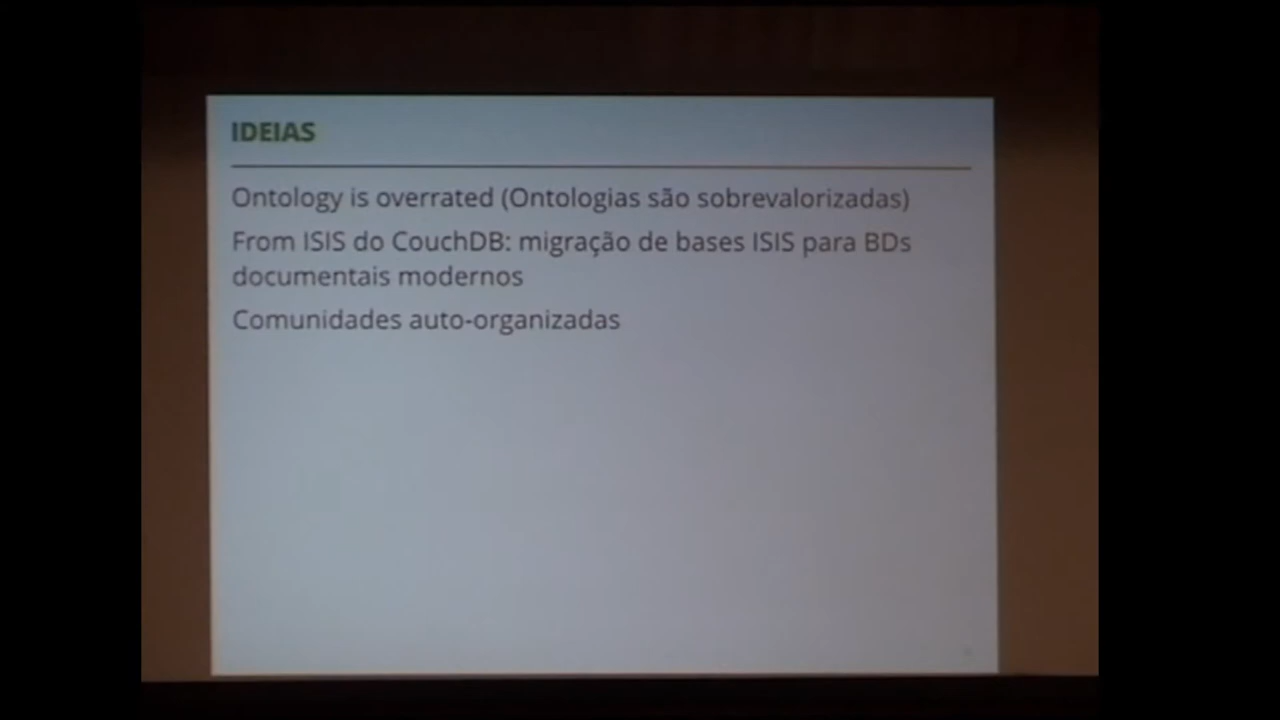 IDEIAS
Ontology is overrated (Ontologias são sobrevalorizadas)
From ISIS do CouchDB: migração de bases ISIS para BDs
documentais modernos
Comunidades auto-organizadas